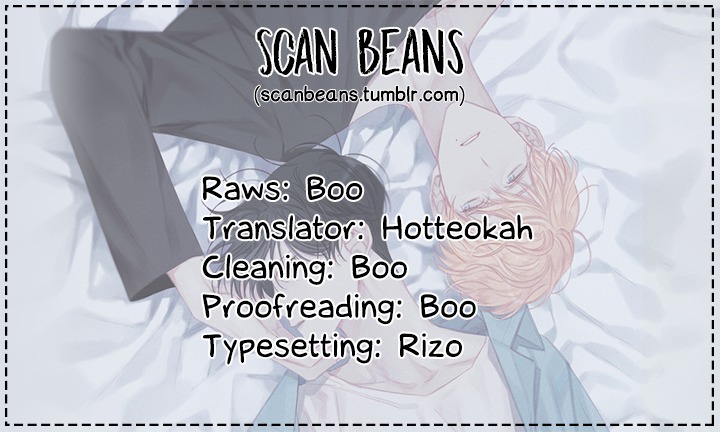 SCAN BEANS
(scanbeans.tumblr.com)
Raws: Boo
Translator: Hotteokah
Cleaning: Boo
Proofreading: Boo
Typesetting: Rizo